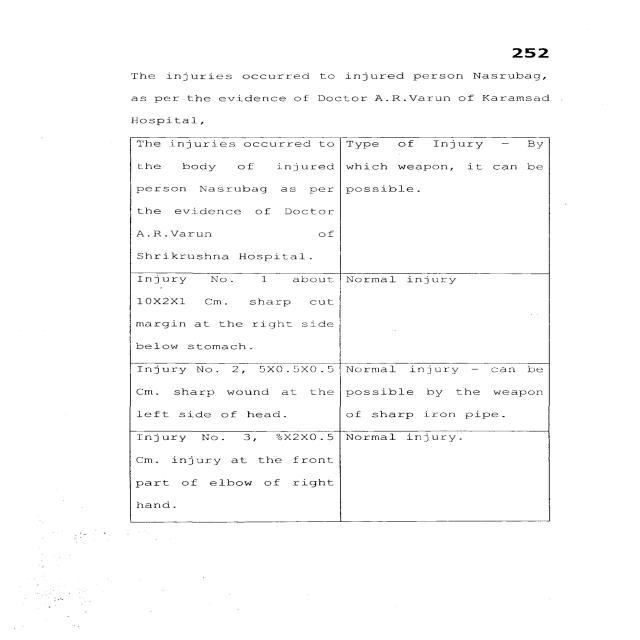 252
The injuries occurred to injured person Nasrubag,
as per the evidence of Doctor A.R.Varun of Karamsad
Hospital,
The injuries occurred to
the body of injured
person Nasrubag as per
the evidence of Doctor
A.R.Varun of
Shrikrushna Hospital.
Type of Injury – By
which weapon, it can be
possible.
Injury No. 1 about
10X2X1 Cm. sharp cut
margin at the right side
below stomach.
Normal injury
Injury No. 2, 5X0.5X0.5
Cm. sharp wound at the
left side of head.
Normal injury – can be
possible by the weapon
of sharp iron pipe.
Injury No. 3, %X2X0.5
Cm. injury at the front
part of elbow of right
hand.
Normal injury.